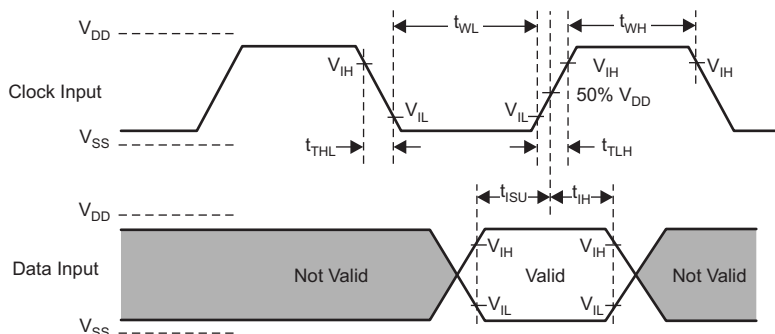 t_WL
t_WH
V_DD
V_IH
V_IH
V_IH
Clock Input
50% V_DD
V_IL
V_IL
V_SS
t_THL
t_TLH
t_ISU
t_IH
V_DD
V_IH
V_IH
Data Input
Not Valid
Valid
Not Valid
V_IL
V_IL
V_SS